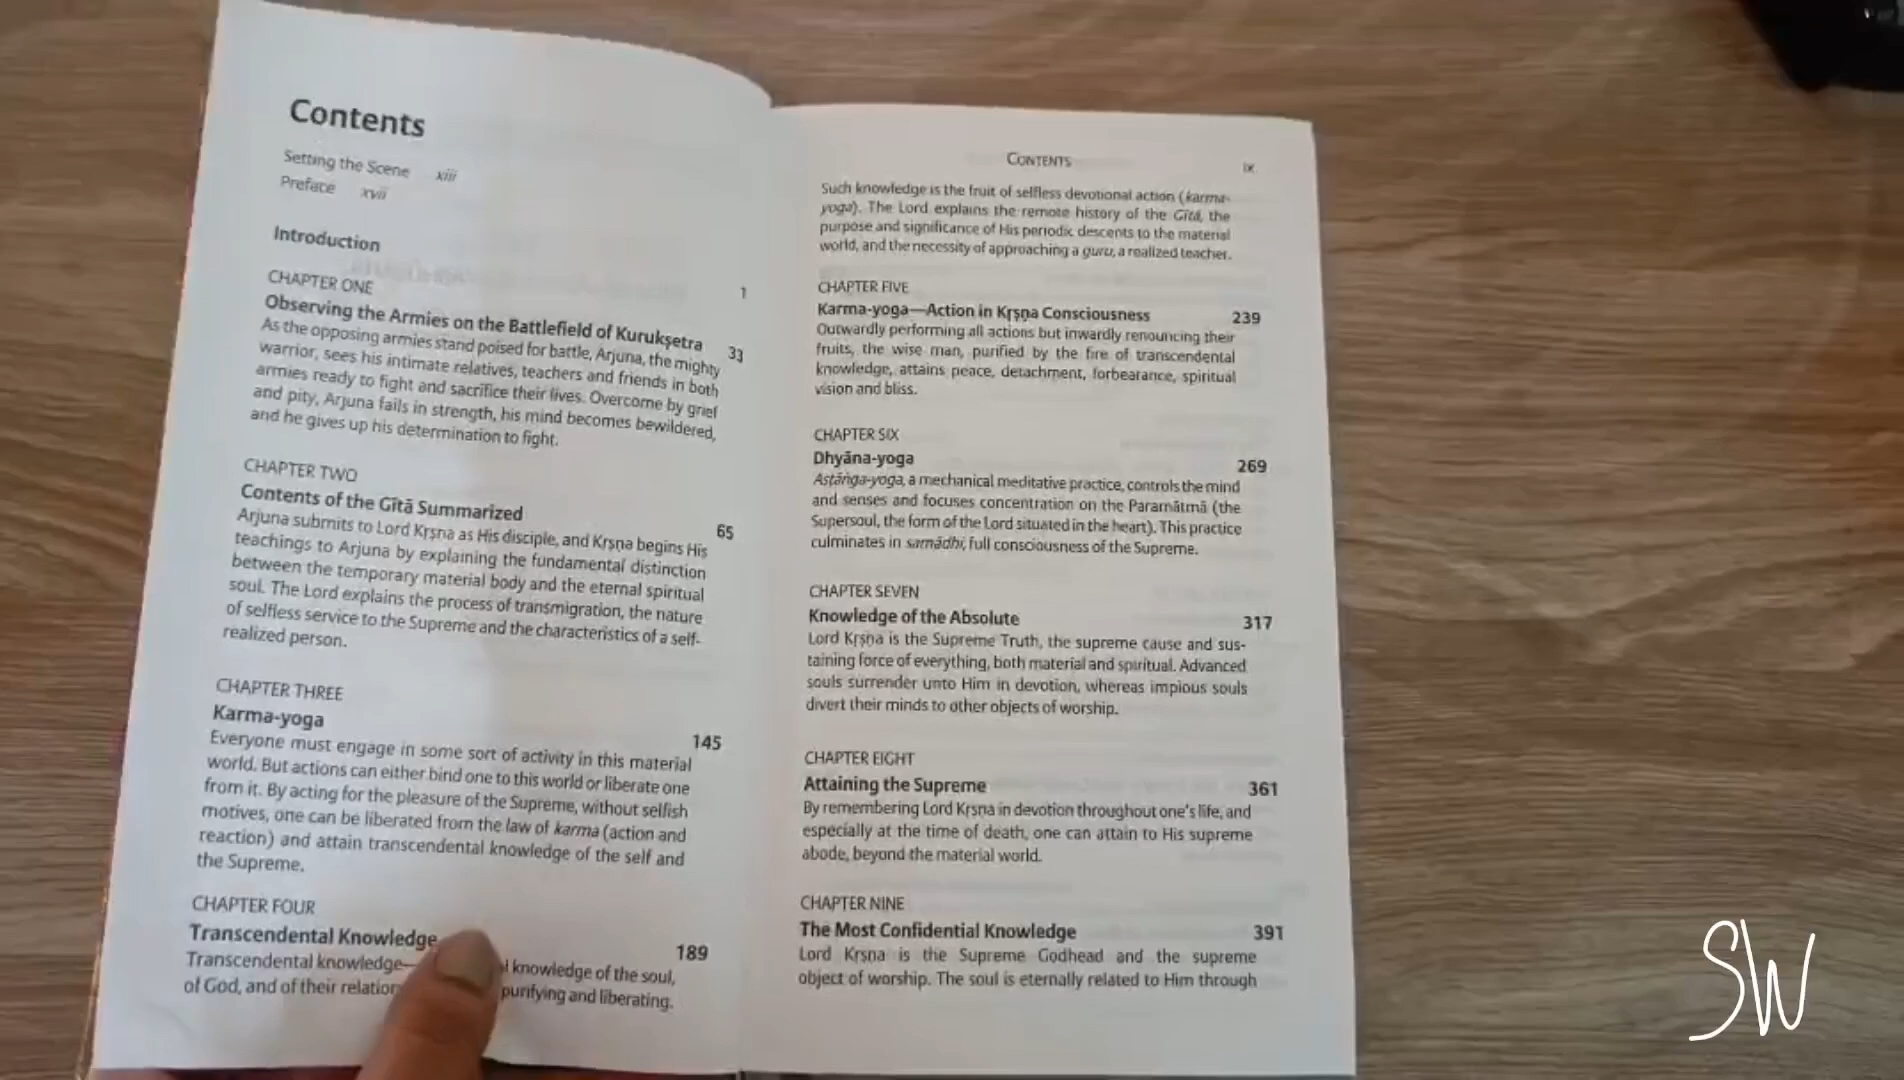 Contents
Setting the Scene xiii
Preface xvii
Introduction 1
CHAPTER ONE
Observing the Armies on the Battlefield of Kurukṣetra 33
As the opposing armies stand poised for battle, Arjuna, the mighty
warrior, sees his intimate relatives, teachers and friends in both
armies ready to fight and sacrifice their lives. Overcome by grief
and pity, Arjuna fails in strength, his mind becomes bewildered,
and he gives up his determination to fight.
CHAPTER TWO
Contents of the Gītā Summarized 65
Arjuna submits to Lord Kṛṣṇa as His disciple, and Kṛṣṇa begins His
teachings to Arjuna by explaining the fundamental distinction
between the temporary material body and the eternal spiritual
soul. The Lord explains the process of transmigration, the nature
of selfless service to the Supreme and the characteristics of a self-
realized person.
CHAPTER THREE
Karma-yoga 145
Everyone must engage in some sort of activity in this material
world. But actions can either bind one to this world or liberate one
from it. By acting for the pleasure of the Supreme, without selfish
motives, one can be liberated from the law of karma (action and
reaction) and attain transcendental knowledge of the self and
the Supreme.
CHAPTER FOUR
Transcendental Knowledge 189
Transcendental knowledge— knowledge of the soul,
of God, and of their purifying and liberating.
CONTENTS ix
Such knowledge is the fruit of selfless devotional action (karma-
yoga). The Lord explains the remote history of the Gītā, the
purpose and significance of His periodic descents to the material
world, and the necessity of approaching a guru, a realized teacher.
CHAPTER FIVE
Karma-yoga—Action in Kṛṣṇa Consciousness 239
Outwardly performing all actions but inwardly renouncing their
fruits, the wise man, purified by the fire of transcendental
knowledge, attains peace, detachment, forbearance, spiritual
vision and bliss.
CHAPTER SIX
Dhyāna-yoga 269
Aṣṭāṅga-yoga, a mechanical meditative practice, controls the mind
and senses and focuses concentration on the Paramātmā (the
Supersoul, the form of the Lord situated in the heart). This practice
culminates in samādhi, full consciousness of the Supreme.
CHAPTER SEVEN
Knowledge of the Absolute 317
Lord Kṛṣṇa is the Supreme Truth, the supreme cause and sus-
taining force of everything, both material and spiritual. Advanced
souls surrender unto Him in devotion, whereas impious souls
divert their minds to other objects of worship.
CHAPTER EIGHT
Attaining the Supreme 361
By remembering Lord Kṛṣṇa in devotion throughout one's life, and
especially at the time of death, one can attain to His supreme
abode, beyond the material world.
CHAPTER NINE
The Most Confidential Knowledge 391
Lord Kṛṣṇa is the Supreme Godhead and the supreme
object of worship. The soul is eternally related to Him through
SW